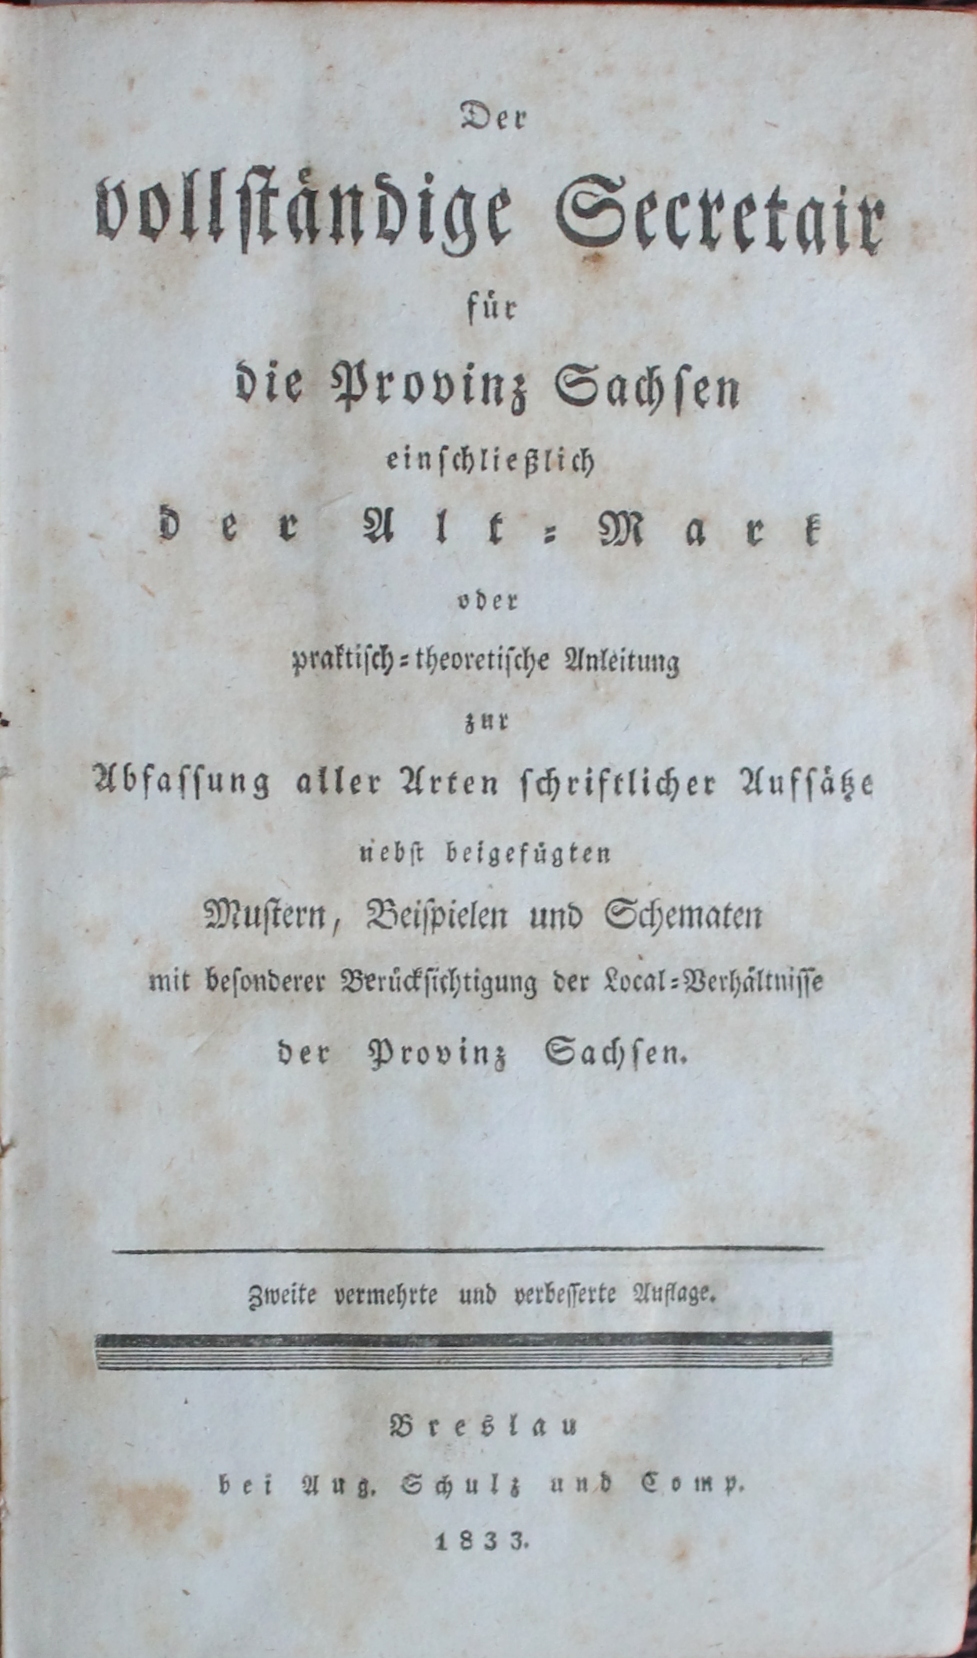 Der
vollständige Secretair
für
die Provinz Sachsen
einschließlich
der Alt-Mark
oder
praktisch-theoretische Anleitung
zur
Abfassung aller Arten schriftlicher Aufsätze
nebst beigefügten
Mustern, Beispielen und Schematen
mit besonderer Berücksichtigung der Local-Verhältnisse
der Provinz Sachsen.
Zweite vermehrte und verbesserte Auflage.
Breslau
bei Aug. Schulz und Comp.
1833.